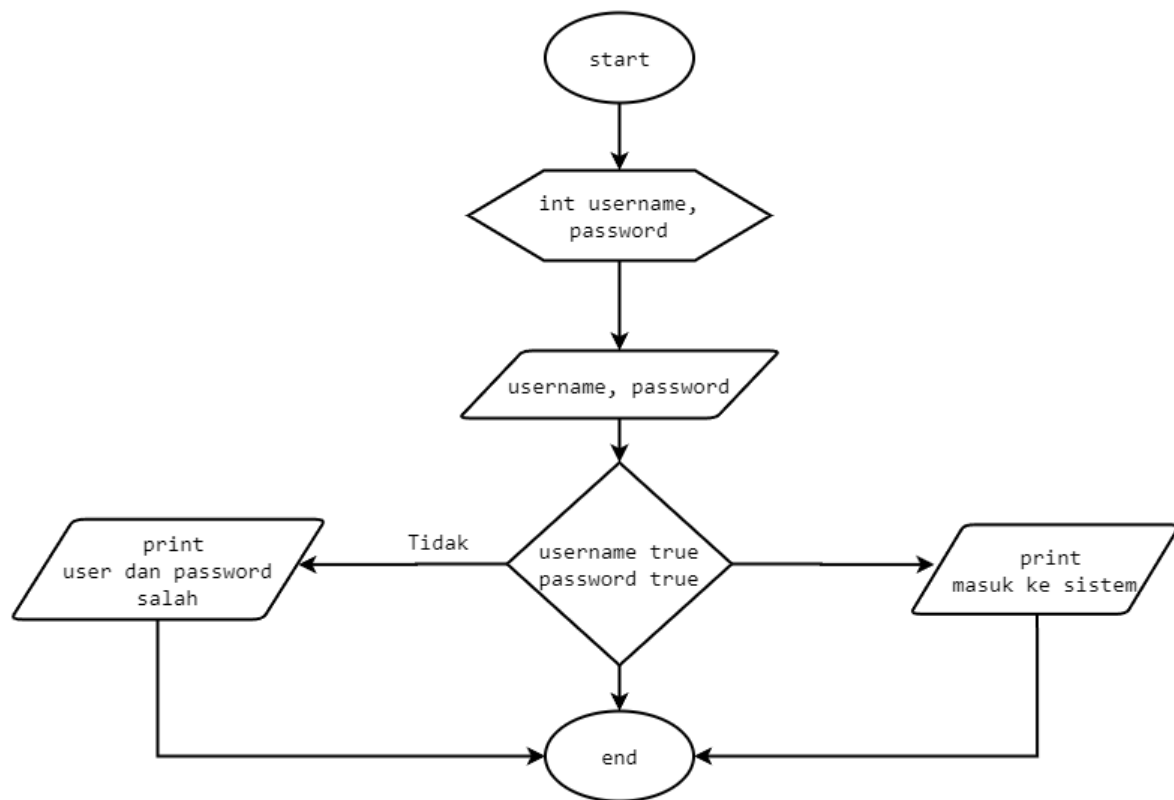 start
int username,
password
username, password
Tidak
username true
password true
print
user dan password
salah
print
masuk ke sistem
end